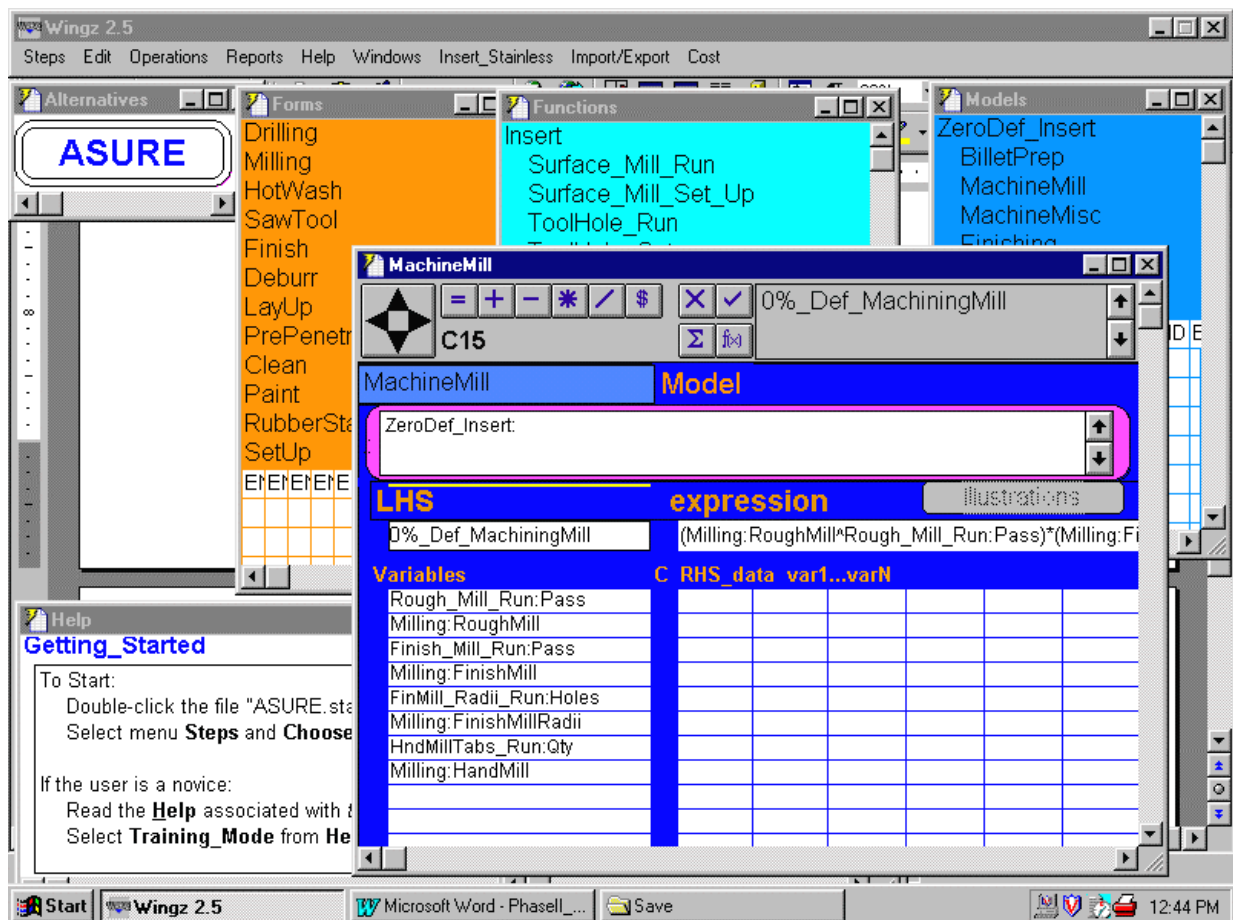 Wingz 2.5
Steps Edit Operations Reports Help Windows Insert_Stainless Import/Export Cost
Alternatives
ASURE
Forms
Drilling
Milling
HotWash
SawTool
Finish
Deburr
LayUp
PrePenetr
Clean
Paint
RubberSta
SetUp
Functions
Insert
Surface_Mill_Run
Surface_Mill_Set_Up
ToolHole_Run
Models
ZeroDef_Insert
BilletPrep
MachineMill
MachineMisc
Finishing
MachineMill
= + - * / $
0%_Def_MachiningMill
C15
Σ f(x)
MachineMill Model
ZeroDef_Insert:
LHS expression illustrations
0%_Def_MachiningMill (Milling:RoughMill^Rough_Mill_Run:Pass)*(Milling:Fi
Variables C RHS_data var1...varN
Rough_Mill_Run:Pass
Milling:RoughMill
Finish_Mill_Run:Pass
Milling:FinishMill
FinMill_Radii_Run:Holes
Milling:FinishMillRadii
HndMillTabs_Run:Qty
Milling:HandMill
Help
Getting_Started
To Start:
Double-click the file "ASURE.sta
Select menu Steps and Choose
If the user is a novice:
Read the Help associated with
Select Training_Mode from He
Start Wingz 2.5 Microsoft Word - PhaseII_... Save 12:44 PM